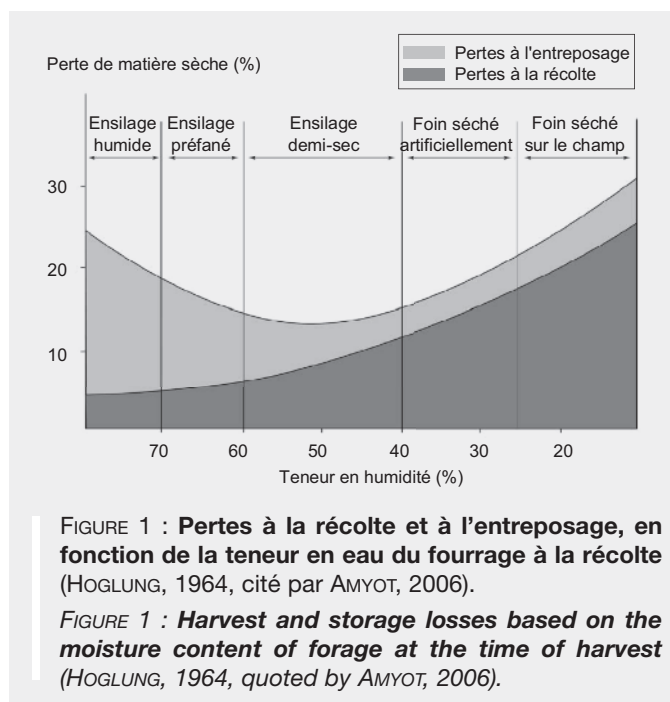 Perte de matière sèche (%)
Pertes à l'entreposage
Pertes à la récolte
Ensilage
humide
Ensilage
préfané
Ensilage
demi-sec
Foin séché
artificiellement
Foin séché
sur le champ
30
20
10
70 60 50 40 30 20
Teneur en humidité (%)
FIGURE 1 : Pertes à la récolte et à l'entreposage, en
fonction de la teneur en eau du fourrage à la récolte
(HOGLUNG, 1964, cité par AMYOT, 2006).
FIGURE 1 : Harvest and storage losses based on the
moisture content of forage at the time of harvest
(HOGLUNG, 1964, quoted by AMYOT, 2006).